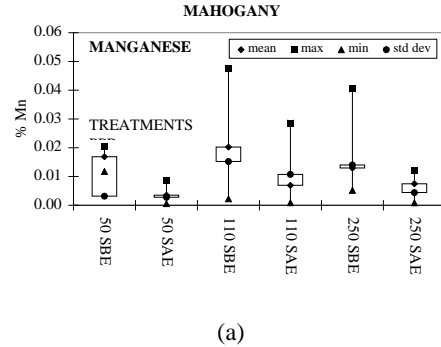 MAHOGANY
MANGANESE
mean max min std dev
TREATMENTS
% Mn
0.06
0.05
0.04
0.03
0.02
0.01
0.00
50 SBE
50 SAE
110 SBE
110 SAE
250 SBE
250 SAE
(a)